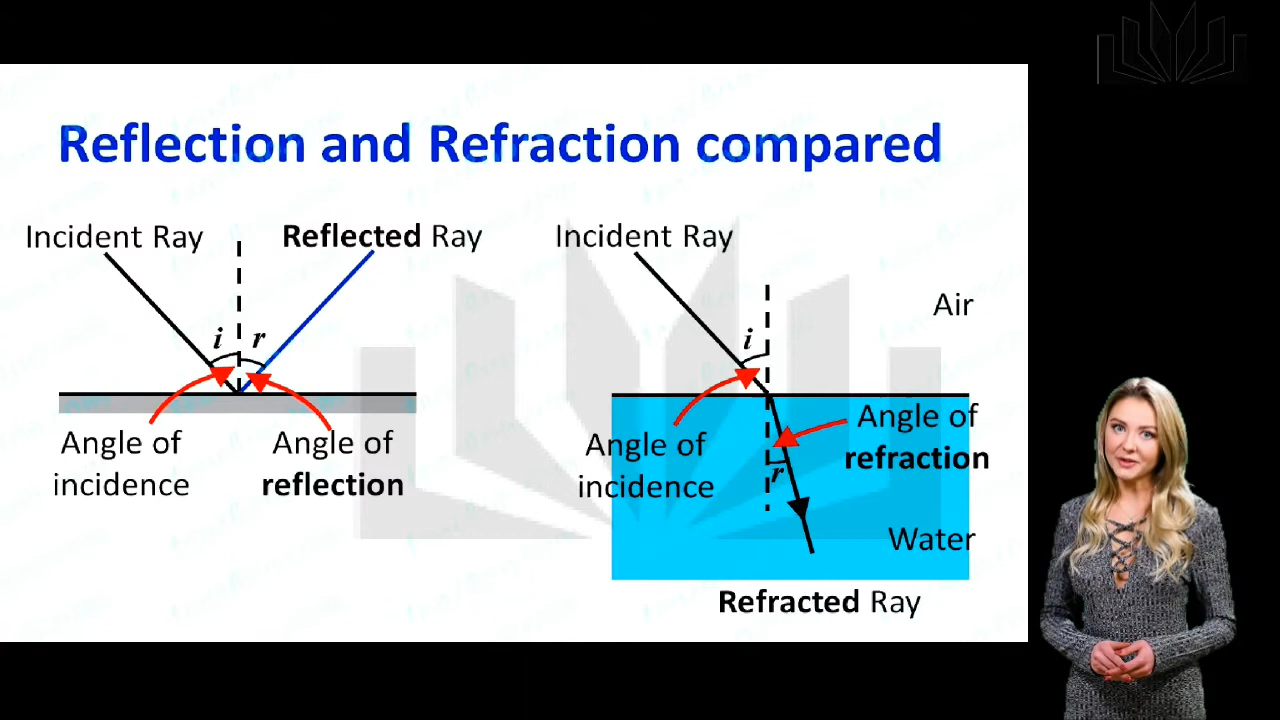 Reflection and Refraction compared
Incident Ray
Reflected Ray
i
r
Angle of
incidence
Angle of
reflection
Incident Ray
Air
i
Angle of
incidence
Angle of
refraction
r
Water
Refracted Ray